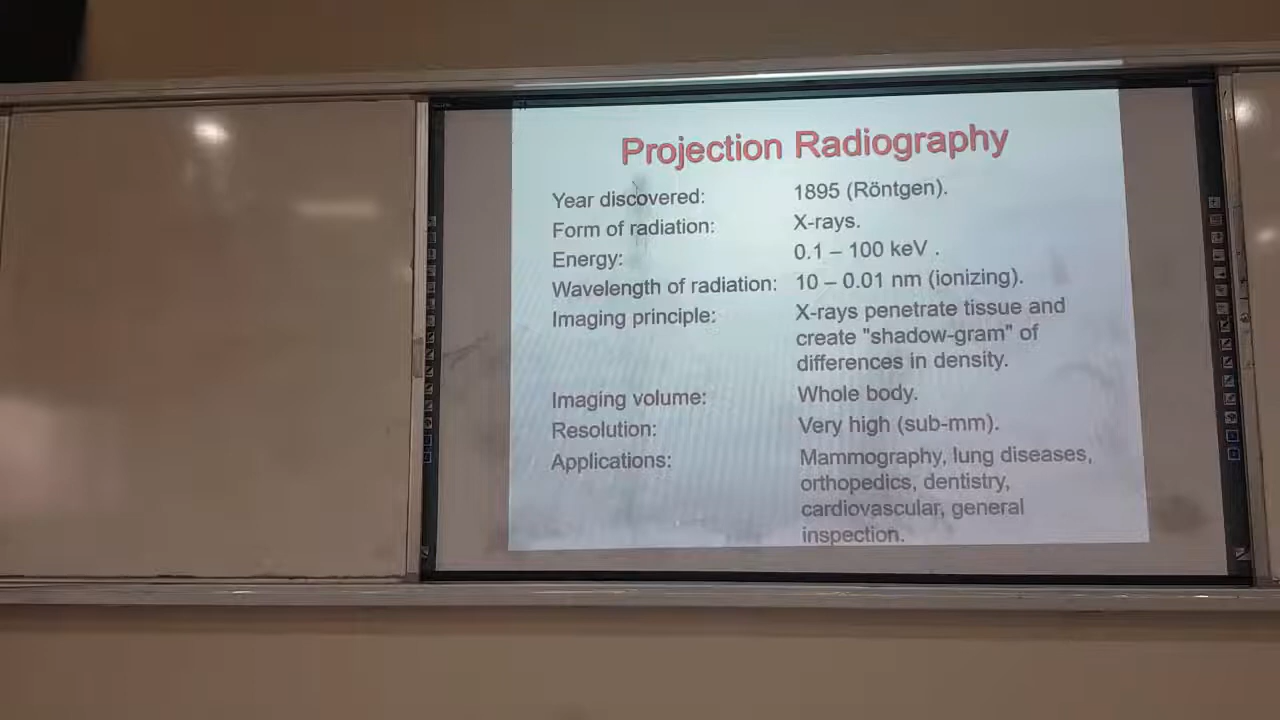 Projection Radiography
Year discovered: 1895 (Röntgen).
Form of radiation: X-rays.
Energy: 0.1 – 100 keV .
Wavelength of radiation: 10 – 0.01 nm (ionizing).
Imaging principle: X-rays penetrate tissue and
create "shadow-gram" of
differences in density.
Imaging volume: Whole body.
Resolution: Very high (sub-mm).
Applications: Mammography, lung diseases,
orthopedics, dentistry,
cardiovascular, general
inspection.